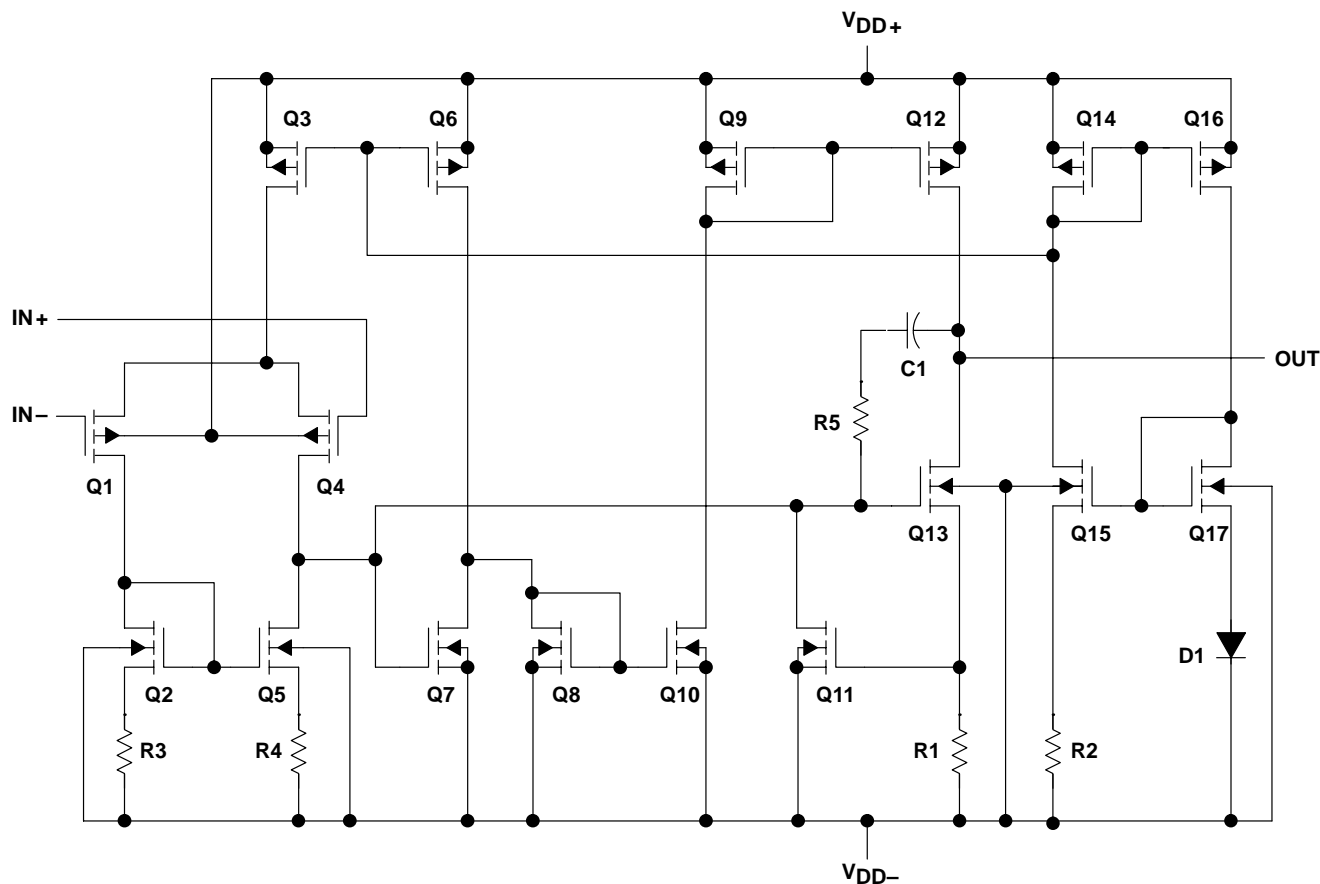 VDD+
Q3 Q6 Q9 Q12 Q14 Q16
IN+
C1 OUT
IN−
R5
Q1 Q4
Q13 Q15 Q17
Q2 Q5 Q7 Q8 Q10 Q11 D1
R3 R4 R1 R2
VDD−